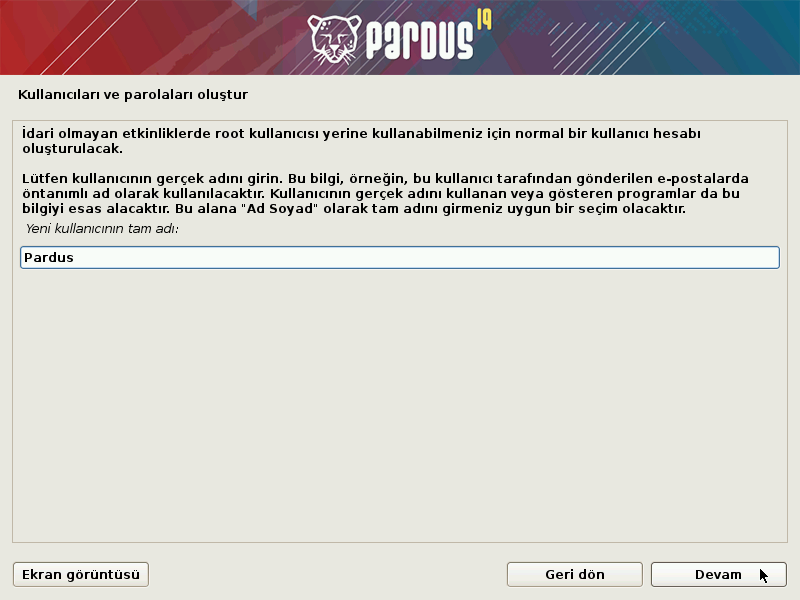 PARDUS 19
Kullanıcıları ve parolaları oluştur
İdari olmayan etkinliklerde root kullanıcısı yerine kullanabilmeniz için normal bir kullanıcı hesabı
oluşturulacak.
Lütfen kullanıcının gerçek adını girin. Bu bilgi, örneğin, bu kullanıcı tarafından gönderilen e-postalarda
öntanımlı ad olarak kullanılacaktır. Kullanıcının gerçek adını kullanan veya gösteren programlar da bu
bilgiyi esas alacaktır. Bu alana "Ad Soyad" olarak tam adını girmeniz uygun bir seçim olacaktır.
Yeni kullanıcının tam adı:
Pardus
Ekran görüntüsü
Geri dön
Devam